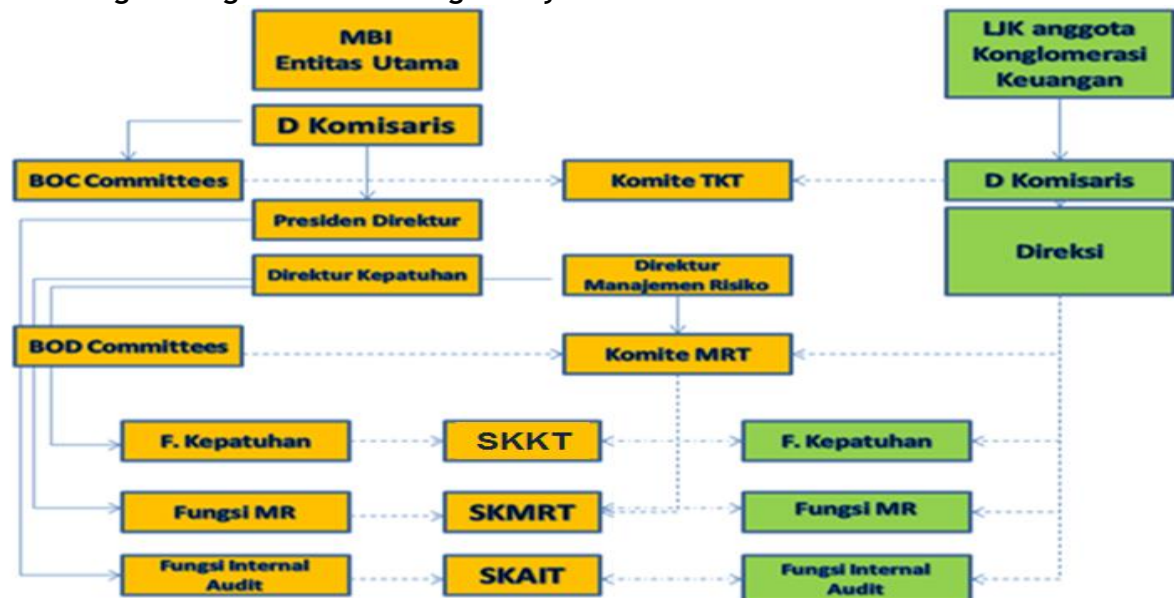 MBI
Entitas Utama
LJK anggota
Konglomerasi
Keuangan
D Komisaris
BOC Committees
Komite TKT
D Komisaris
Presiden Direktur
Direksi
Direktur Kepatuhan
Direktur
Manajemen Risiko
BOD Committees
Komite MRT
F. Kepatuhan
SKKT
F. Kepatuhan
Fungsi MR
SKMRT
Fungsi MR
Fungsi Internal
Audit
SKAIT
Fungsi Internal
Audit